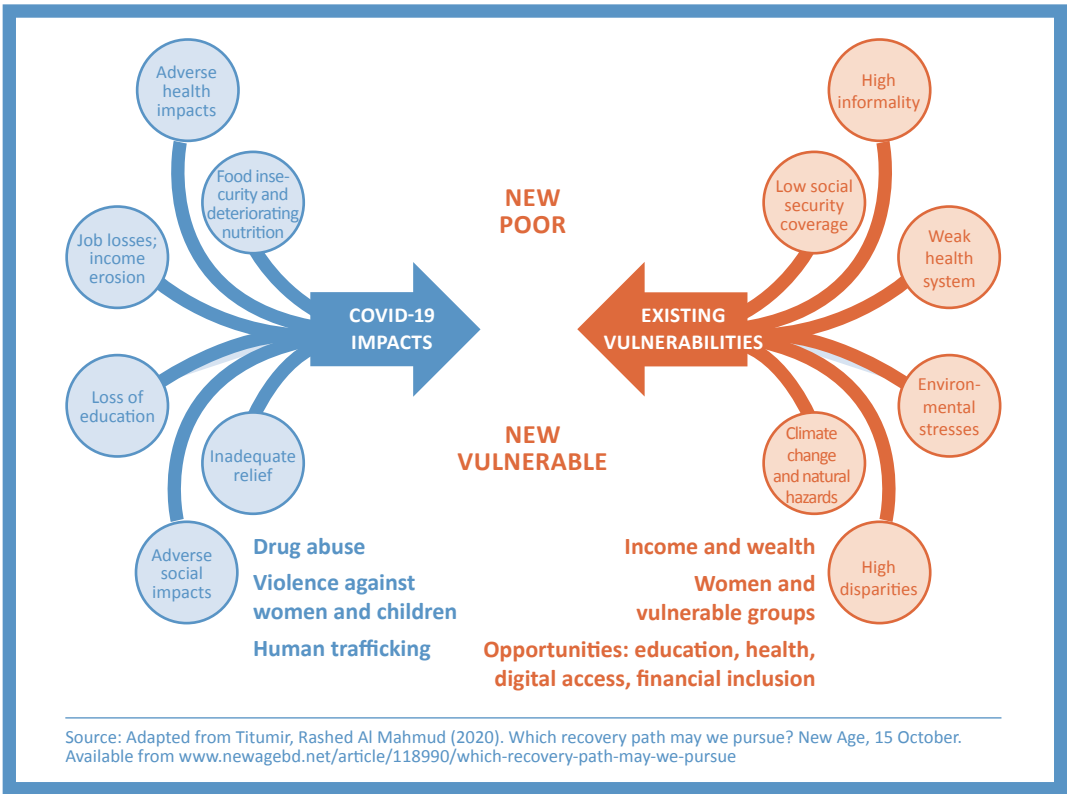 Adverse
health
impacts
Food inse-
curity and
deteriorating
nutrition
Job losses;
income
erosion
COVID-19
IMPACTS
Loss of
education
Inadequate
relief
Adverse
social
impacts
Drug abuse
Violence against
women and children
Human trafficking
NEW
POOR
NEW
VULNERABLE
High
informality
Low social
security
coverage
Weak
health
system
EXISTING
VULNERABILITIES
Environ-
mental
stresses
Climate
change
and natural
hazards
High
disparities
Income and wealth
Women and
vulnerable groups
Opportunities: education, health,
digital access, financial inclusion
Source: Adapted from Titumir, Rashed Al Mahmud (2020). Which recovery path may we pursue? New Age, 15 October.
Available from www.newagebd.net/article/118990/which-recovery-path-may-we-pursue